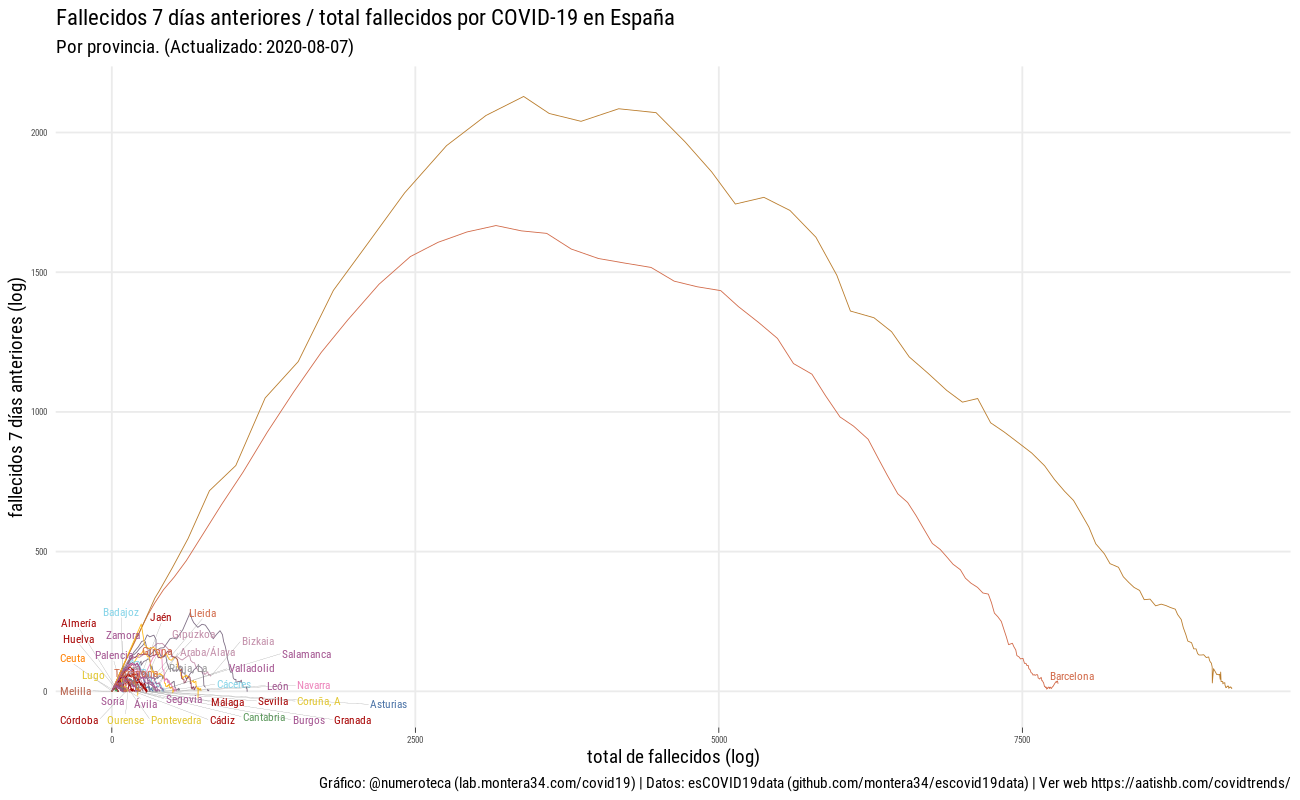 Fallecidos 7 días anteriores / total fallecidos por COVID-19 en España
Por provincia. (Actualizado: 2020-08-07)
fallecidos 7 días anteriores (log)
2000
1500
1000
500
0
Badajoz
Jaén
Lleida
Almería
Huelva
Zamora
Gipuzkoa
Bizkaia
Ceuta
Palencia
Girona
Araba/Álava
Salamanca
Lugo
Rioja, La
Valladolid
Melilla
Cáceres
León
Navarra
Soria
Ávila
Segovia
Málaga
Sevilla
Coruña, A
Asturias
Córdoba
Ourense
Pontevedra
Cádiz
Cantabria
Burgos
Granada
Barcelona
0
2500
5000
7500
total de fallecidos (log)
Gráfico: @numeroteca (lab.montera34.com/covid19) | Datos: esCOVID19data (github.com/montera34/escovid19data) | Ver web https://aatishb.com/covidtrends/